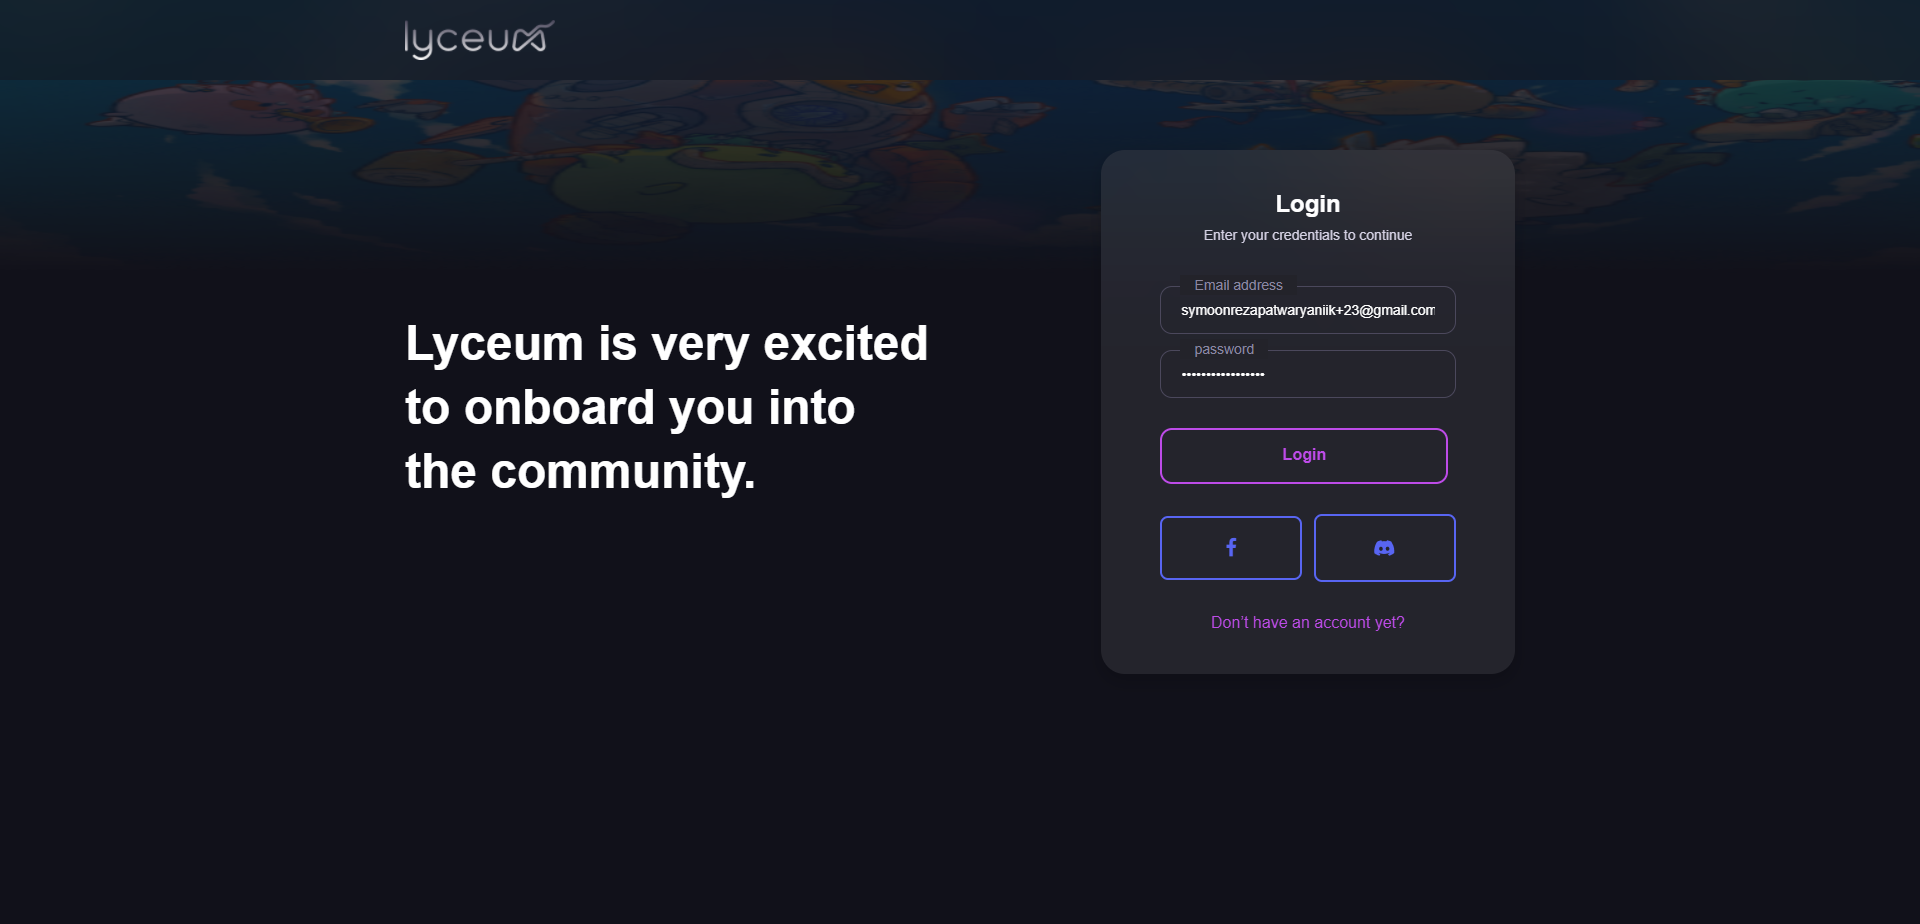 lyceum
Login
Enter your credentials to continue
Email address
symoonrezapatwaryaniik+23@gmail.com
password
•••••••••••••••••
Lyceum is very excited
to onboard you into
the community.
Login
Don’t have an account yet?